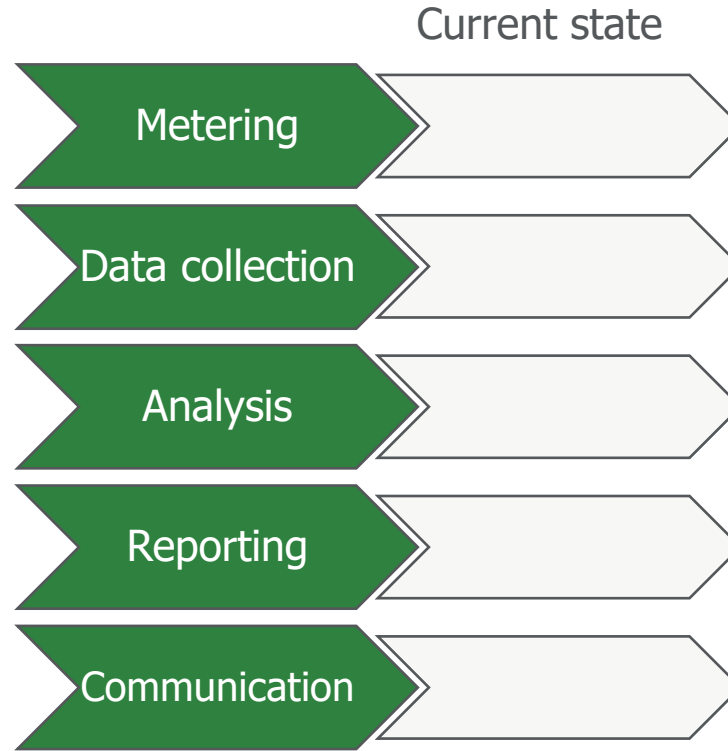 Current state
Metering
Data collection
Analysis
Reporting
Communication